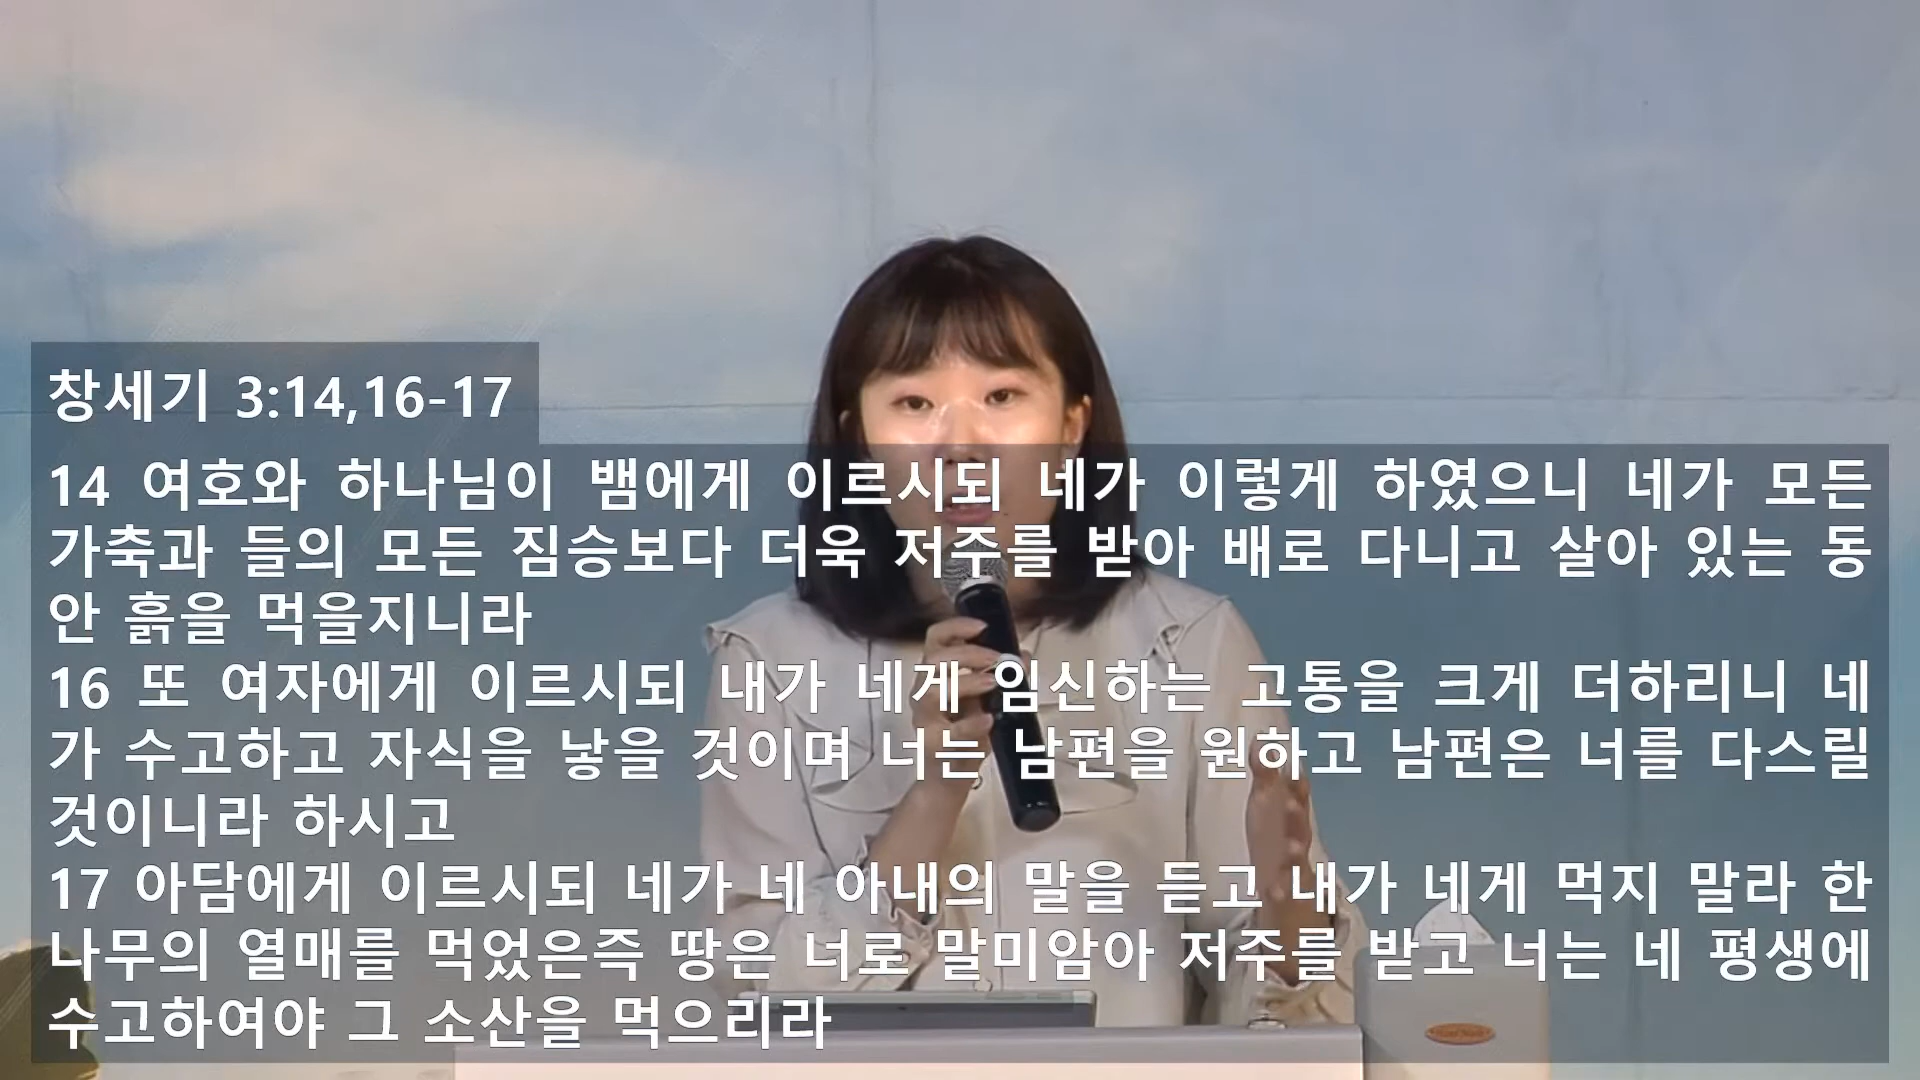 창세기 3:14,16-17
14 여호와 하나님이 뱀에게 이르시되 네가 이렇게 하였으니 네가 모든
가축과 들의 모든 짐승보다 더욱 저주를 받아 배로 다니고 살아 있는 동
안 흙을 먹을지니라
16 또 여자에게 이르시되 내가 네게 임신하는 고통을 크게 더하리니 네
가 수고하고 자식을 낳을 것이며 너는 남편을 원하고 남편은 너를 다스릴
것이니라 하시고
17 아담에게 이르시되 네가 네 아내의 말을 듣고 내가 네게 먹지 말라 한
나무의 열매를 먹었은즉 땅은 너로 말미암아 저주를 받고 너는 네 평생에
수고하여야 그 소산을 먹으리라